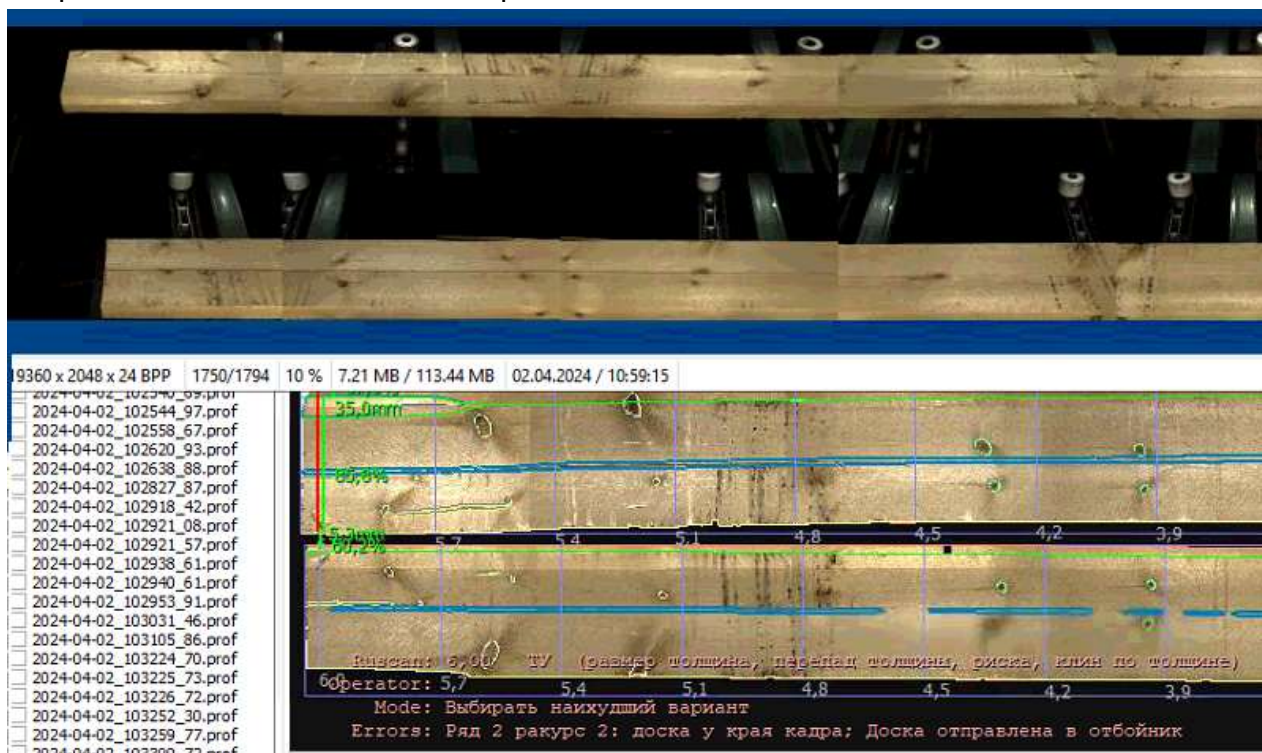 19360 x 2048 x 24 BPP 1750/1794 10 % 7.21 MB / 113.44 MB 02.04.2024 / 10:59:15
2024-04-02_102540_69.prof
2024-04-02_102544_97.prof
2024-04-02_102558_67.prof
2024-04-02_102620_93.prof
2024-04-02_102638_88.prof
2024-04-02_102827_87.prof
2024-04-02_102918_42.prof
2024-04-02_102921_08.prof
2024-04-02_102921_57.prof
2024-04-02_102938_61.prof
2024-04-02_102940_61.prof
2024-04-02_102953_91.prof
2024-04-02_103031_46.prof
2024-04-02_103105_86.prof
2024-04-02_103224_70.prof
2024-04-02_103225_73.prof
2024-04-02_103226_72.prof
2024-04-02_103252_30.prof
2024-04-02_103259_77.prof
35,0mm
5,7 5,4 5,1 4,8 4,5 4,2 3,9
Ruscan: 6,00 ТУ (размер толщина, перепад толщины, риска, клин по толщине)
Operator: 5,7 5,4 5,1 4,8 4,5 4,2 3,9
Mode: Выбирать наихудший вариант
Errors: Ряд 2 ракурс 2: доска у края кадра; Доска отправлена в отбойник